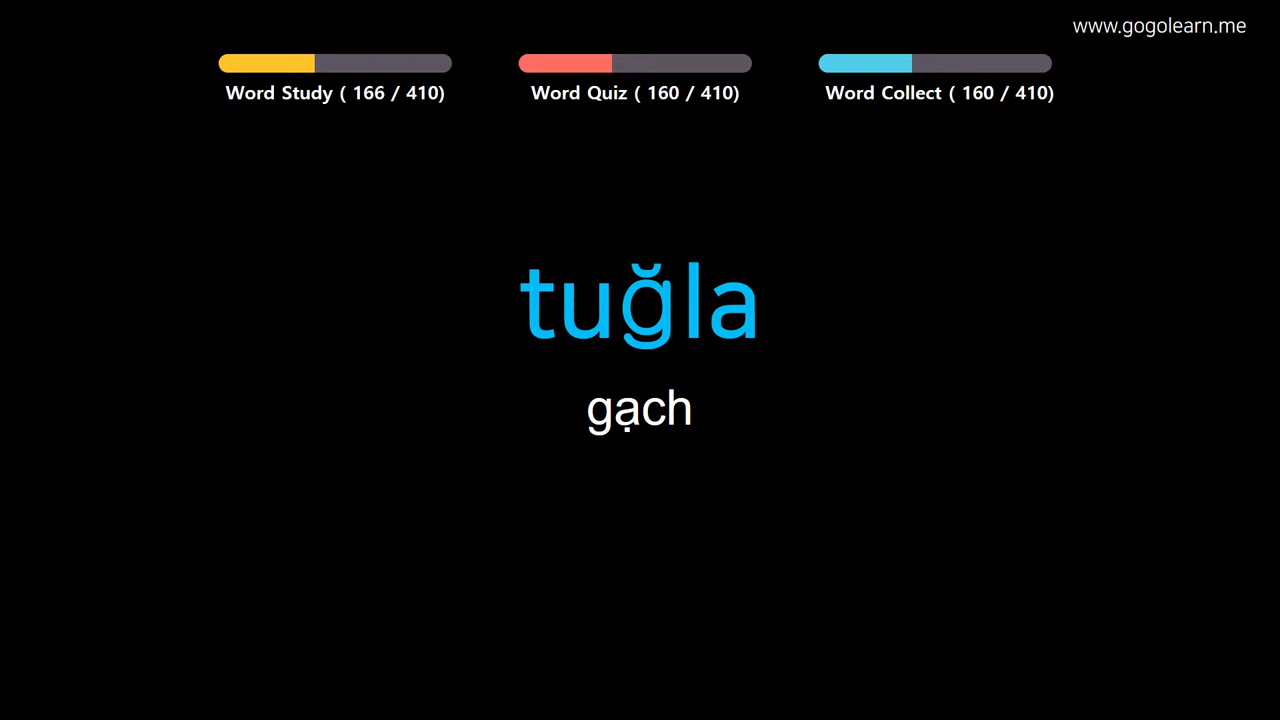 www.gogolearn.me
Word Study ( 166 / 410)
Word Quiz ( 160 / 410)
Word Collect ( 160 / 410)
tuğla
gạch